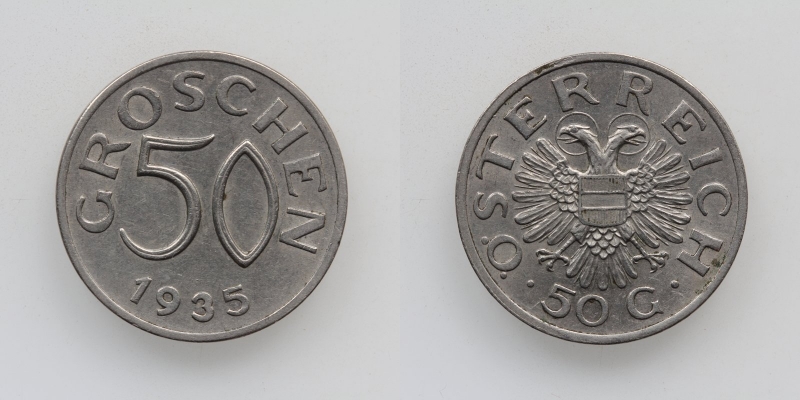 GROSCHEN
50
1935
ÖSTERREICH
· 50 G ·